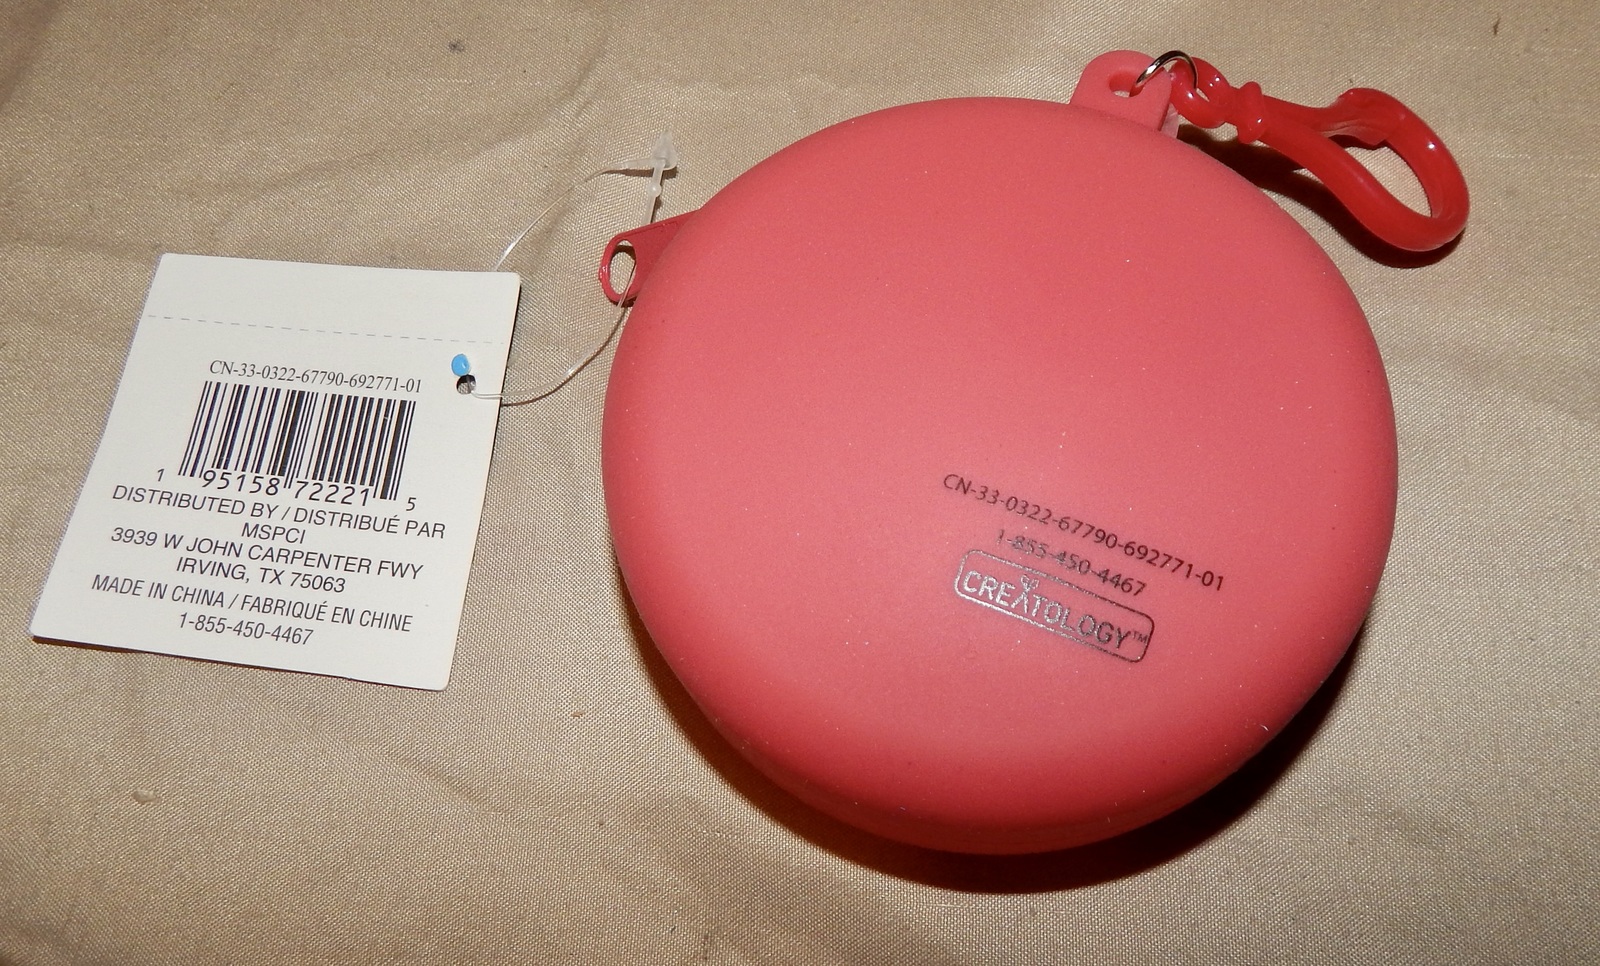 CN-33-0322-67790-692771-01
1 95158 72221 5
DISTRIBUTED BY / DISTRIBUÉ PAR
MSPCI
3939 W JOHN CARPENTER FWY
IRVING, TX 75063
MADE IN CHINA / FABRIQUÉ EN CHINE
1-855-450-4467
CN-33-0322-67790-692771-01
1-855-450-4467
CREATOLOGY™